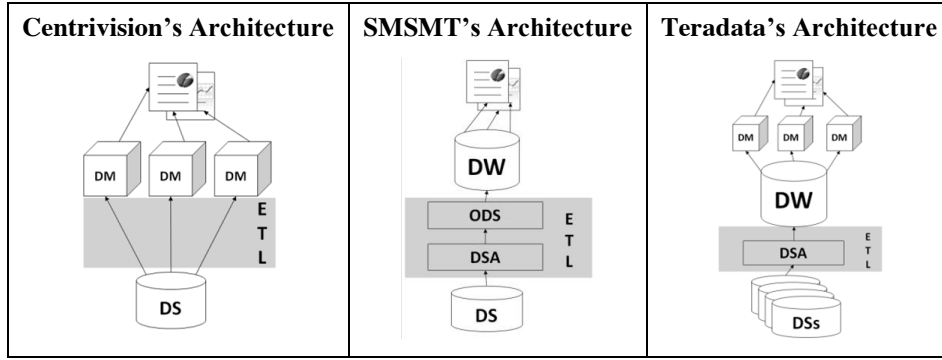 Centrivision's Architecture
DM DM DM
E
T
L
DS
SMSMT's Architecture
DW
ODS
DSA
E
T
L
DS
Teradata's Architecture
DM DM DM
DW
DSA
E
T
L
DSs